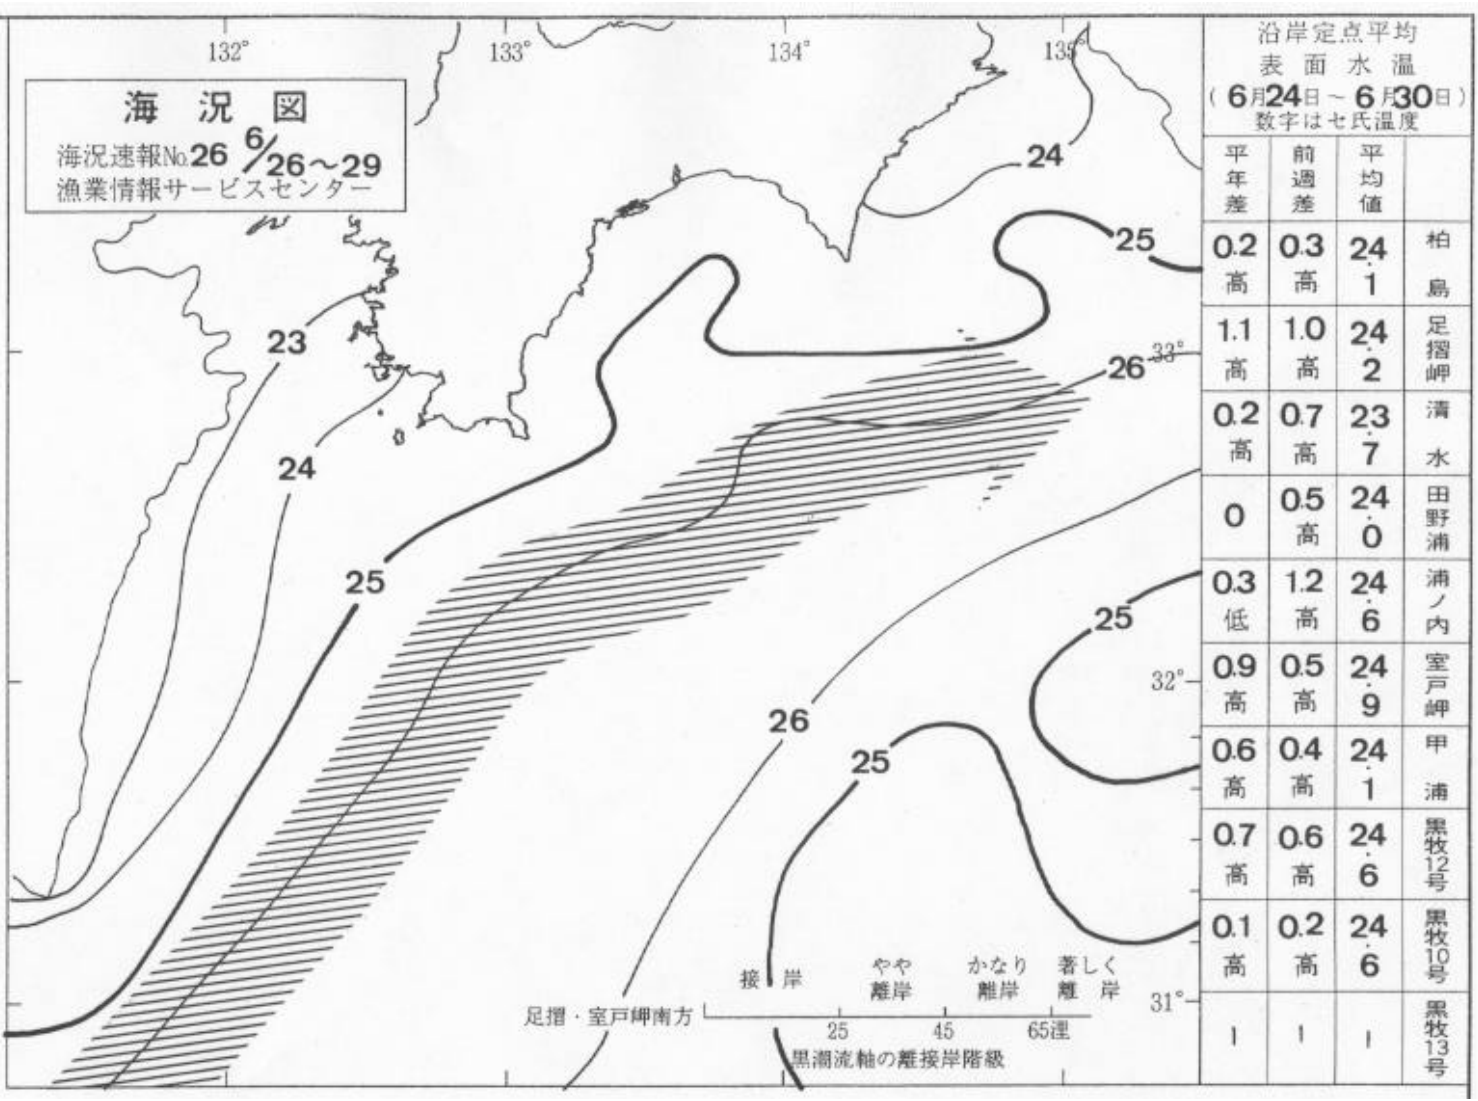 132°
133°
134°
135°
海況図
海況速報No.26 6/26～29
漁業情報サービスセンター
23
24
25
24
25
26
33°
26
25
25
32°
31°
接岸
やや離岸
かなり離岸
著しく離岸
足摺・室戸岬南方
25
45
65浬
黒潮流軸の離接岸階級
沿岸定点平均
表面水温
(6月24日～6月30日)
数字はセ氏温度
平年差 前週差 平均値
0.2高 0.3高 24.1 柏島
1.1高 1.0高 24.2 足摺岬
0.2高 0.7高 23.7 清水
0 0.5高 24.0 田野浦
0.3低 1.2高 24.6 浦ノ内
0.9高 0.5高 24.9 室戸岬
0.6高 0.4高 24.1 甲浦
0.7高 0.6高 24.6 黒牧12号
0.1高 0.2高 24.6 黒牧10号
— — — 黒牧13号